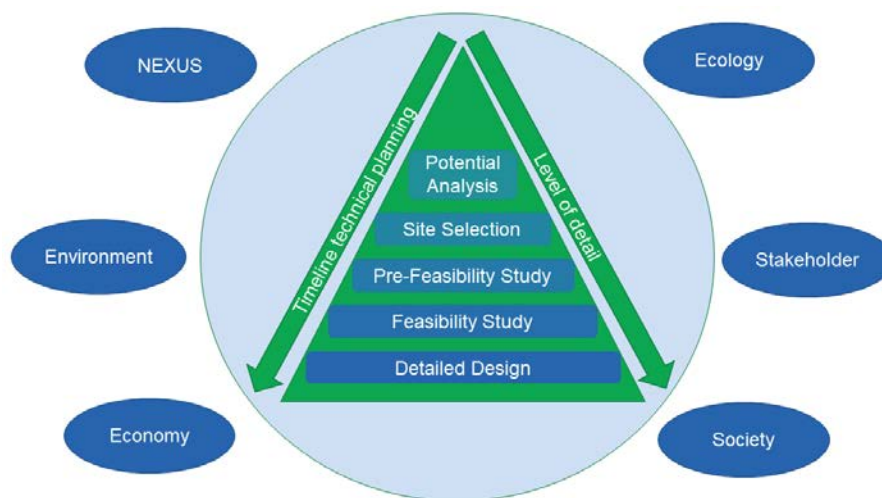 NEXUS
Ecology
Timeline technical planning
Level of detail
Potential
Analysis
Site Selection
Environment
Stakeholder
Pre-Feasibility Study
Feasibility Study
Detailed Design
Economy
Society